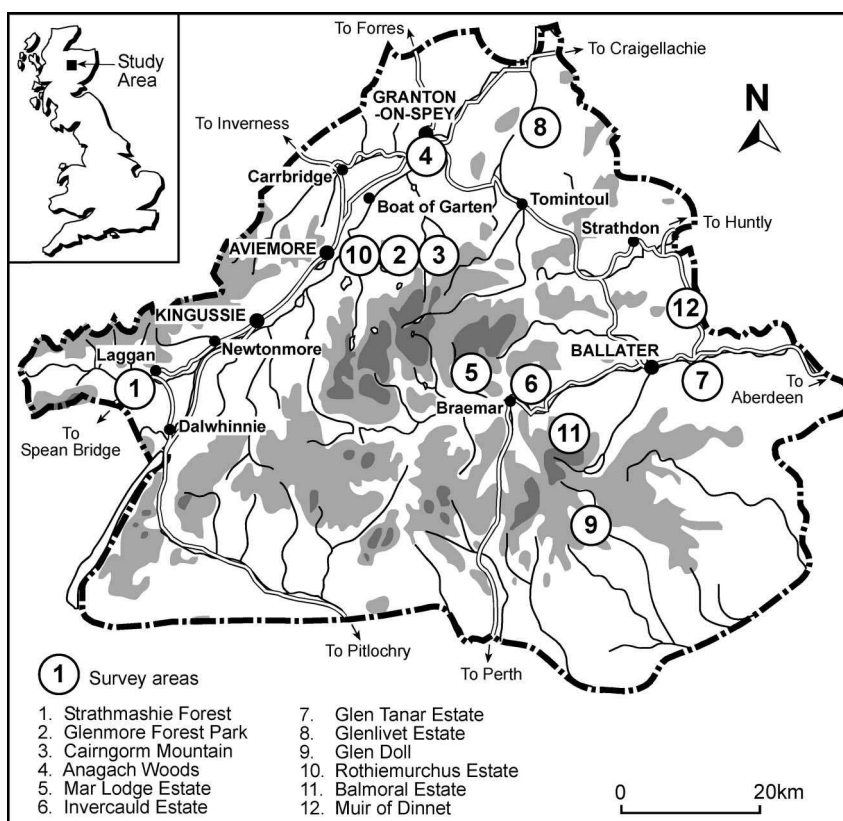 Study
Area
To Forres
To Craigellachie
GRANTON
-ON-SPEY
N
8
To Inverness
4
Carrbridge
Boat of Garten
Tomintoul
Strathdon
To Huntly
AVIEMORE
10
2
3
12
KINGUSSIE
Newtonmore
Laggan
BALLATER
1
5
6
7
To
Aberdeen
Braemar
To
Spean Bridge
Dalwhinnie
11
9
To Pitlochry
To Perth
1
Survey areas
1. Strathmashie Forest
2. Glenmore Forest Park
3. Cairngorm Mountain
4. Anagach Woods
5. Mar Lodge Estate
6. Invercauld Estate
7. Glen Tanar Estate
8. Glenlivet Estate
9. Glen Doll
10. Rothiemurchus Estate
11. Balmoral Estate
12. Muir of Dinnet
0 20km